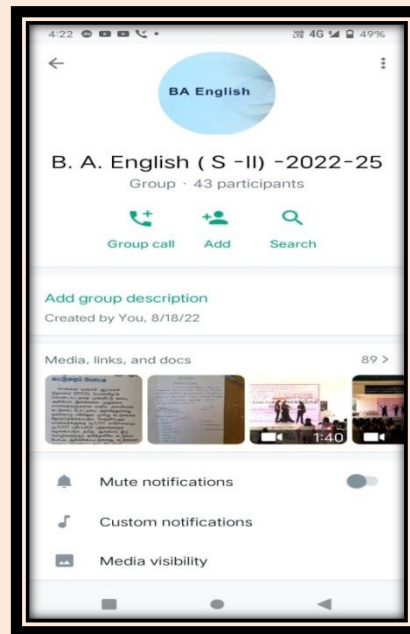 4:22 4G 49%
BA English
B. A. English ( S -II) -2022-25
Group · 43 participants
Group call Add Search
Add group description
Created by You, 8/18/22
Media, links, and docs 89 >
1:40
Mute notifications
Custom notifications
Media visibility